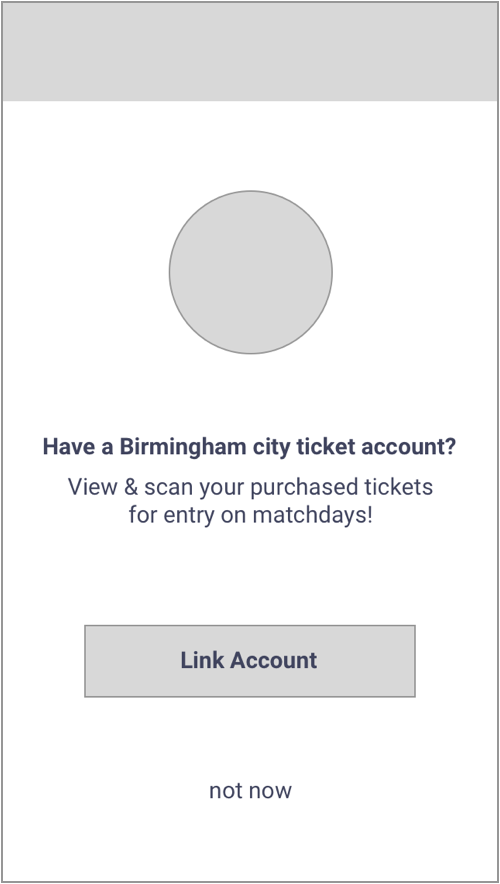 Have a Birmingham city ticket account?
View & scan your purchased tickets
for entry on matchdays!
Link Account
not now